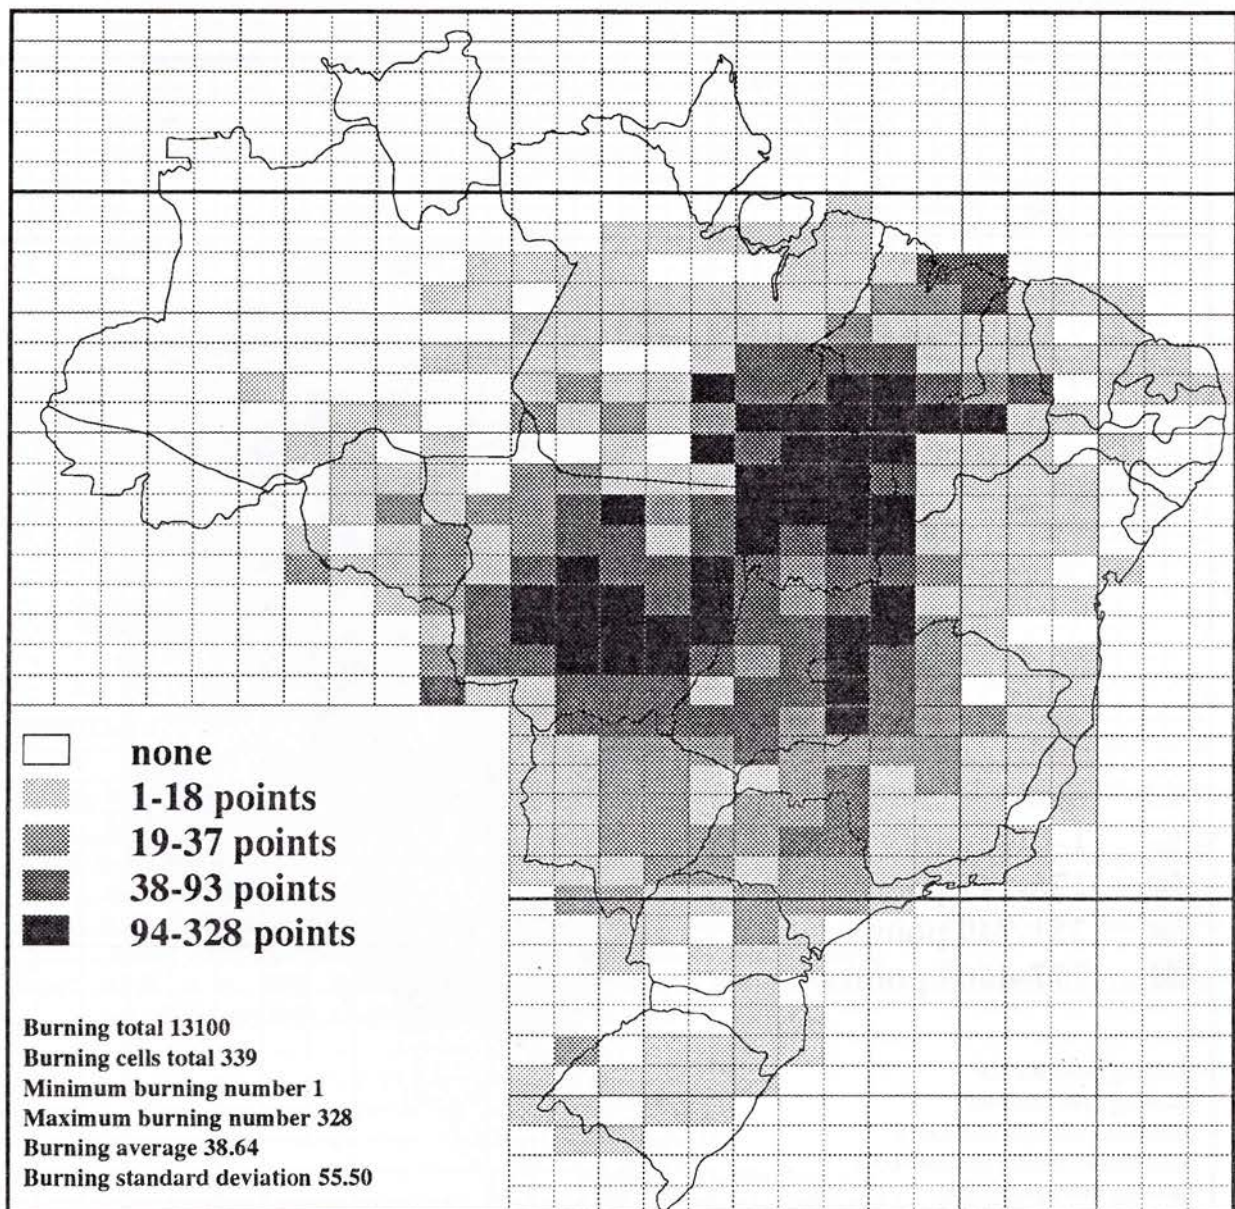 none
1-18 points
19-37 points
38-93 points
94-328 points
Burning total 13100
Burning cells total 339
Minimum burning number 1
Maximum burning number 328
Burning average 38.64
Burning standard deviation 55.50